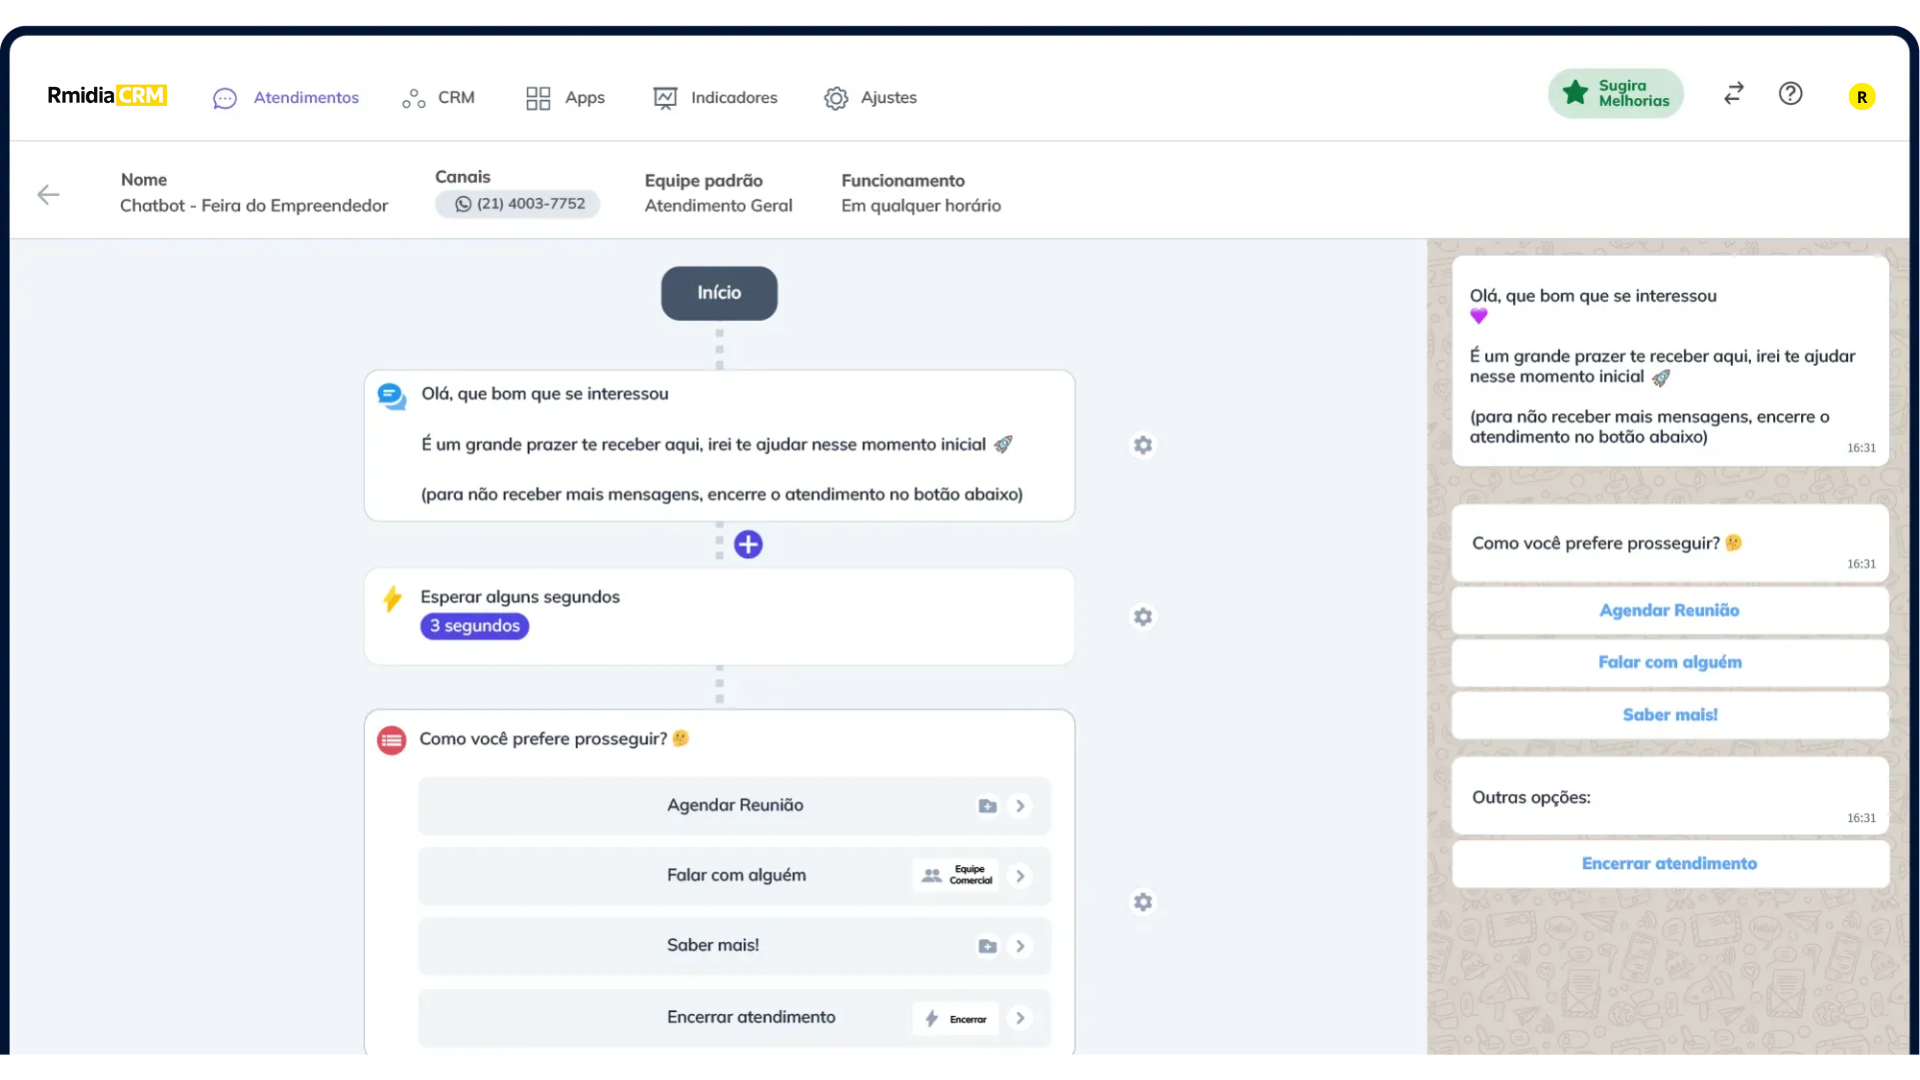 RmidiaCRM
Atendimentos
CRM
Apps
Indicadores
Ajustes
Sugira
Melhorias
R
Nome
Chatbot - Feira do Empreendedor
Canais
(21) 4003-7752
Equipe padrão
Atendimento Geral
Funcionamento
Em qualquer horário
Início
Olá, que bom que se interessou
É um grande prazer te receber aqui, irei te ajudar nesse momento inicial 🚀
(para não receber mais mensagens, encerre o atendimento no botão abaixo)
Esperar alguns segundos
3 segundos
Como você prefere prosseguir? 🤔
Agendar Reunião
Falar com alguém
Equipe
Comercial
Saber mais!
Encerrar atendimento
Encerrar
Olá, que bom que se interessou
💜
É um grande prazer te receber aqui, irei te ajudar
nesse momento inicial 🚀
(para não receber mais mensagens, encerre o
atendimento no botão abaixo)
16:31
Como você prefere prosseguir? 🤔
16:31
Agendar Reunião
Falar com alguém
Saber mais!
Outras opções:
16:31
Encerrar atendimento